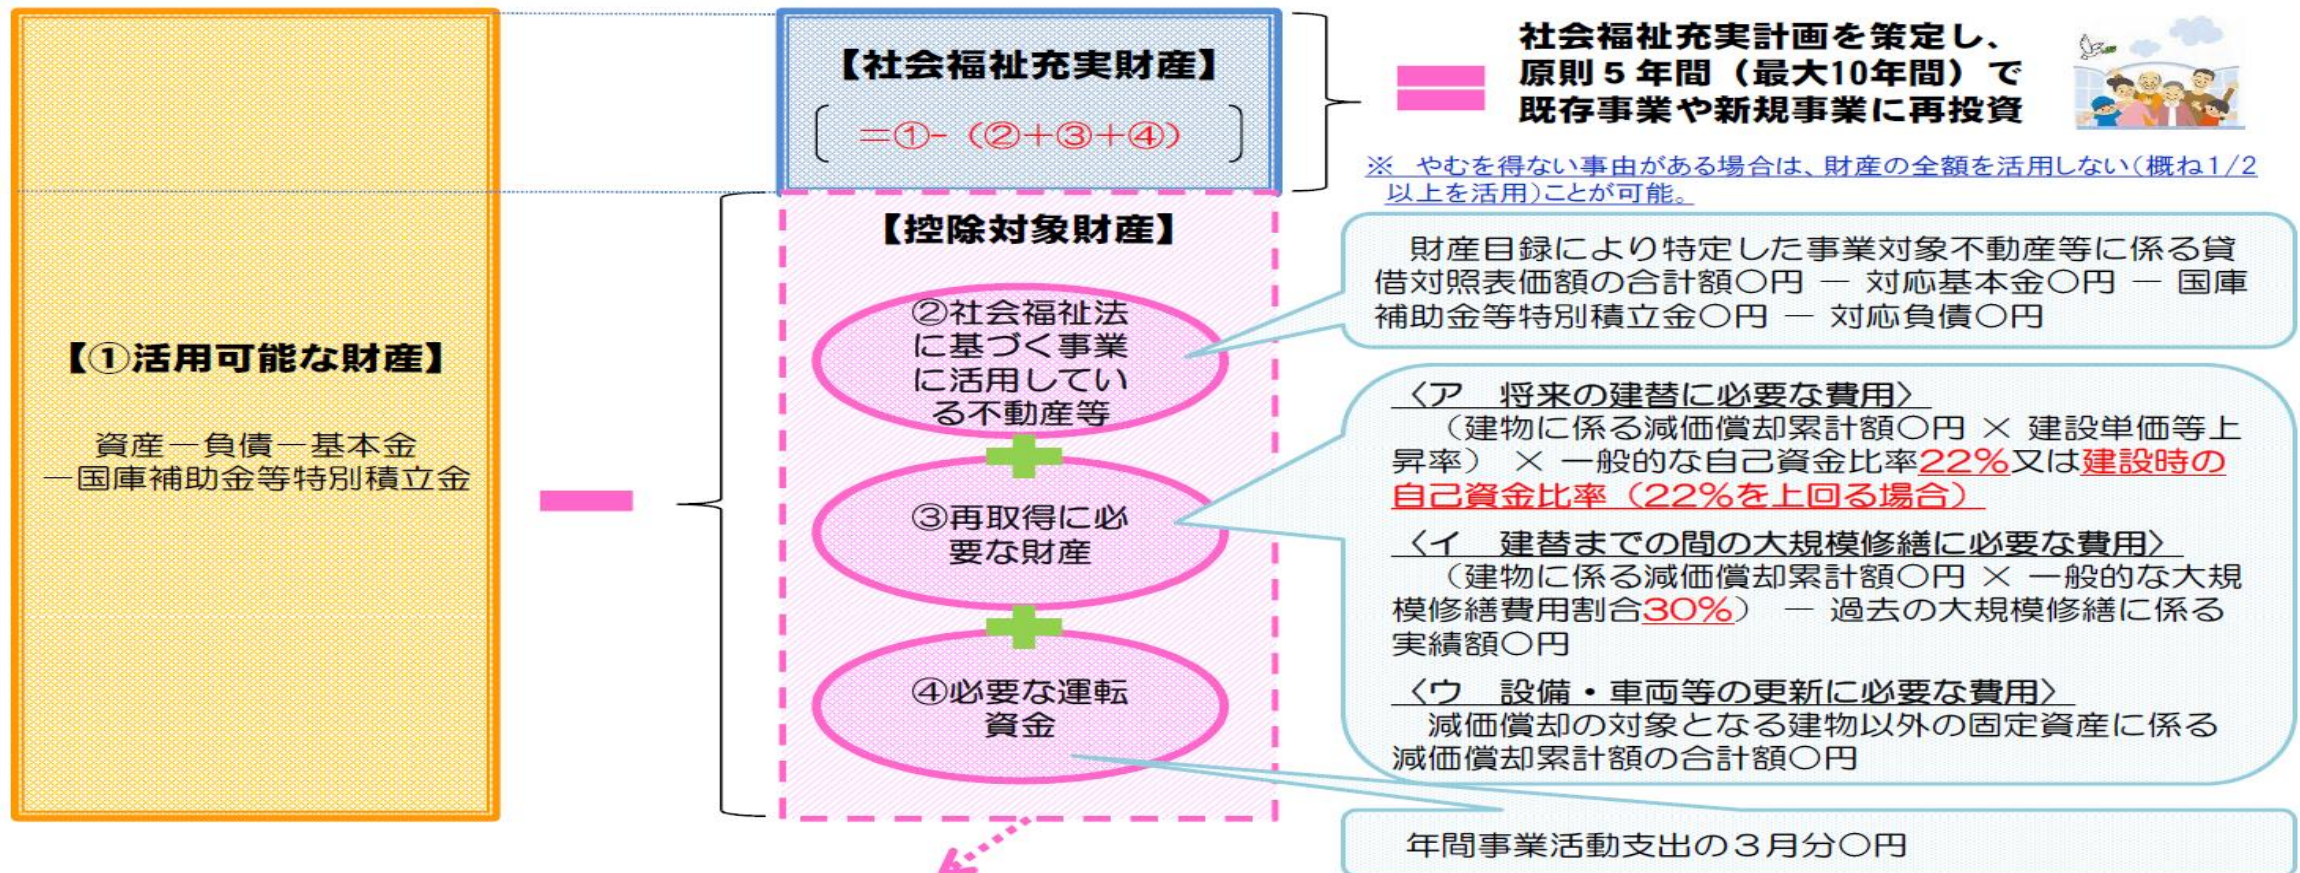 【①活用可能な財産】
資産－負債－基本金
－国庫補助金等特別積立金
【社会福祉充実財産】
＝①-（②＋③＋④）
社会福祉充実計画を策定し、
原則５年間（最大10年間）で
既存事業や新規事業に再投資
※　やむを得ない事由がある場合は、財産の全額を活用しない（概ね1/2
以上を活用）ことが可能。
【控除対象財産】
②社会福祉法
に基づく事業
に活用してい
る不動産等
③再取得に必
要な財産
④必要な運転
資金
財産目録により特定した事業対象不動産等に係る貸
借対照表価額の合計額〇円 － 対応基本金〇円 － 国庫
補助金等特別積立金〇円 － 対応負債〇円
〈ア　将来の建替に必要な費用〉
（建物に係る減価償却累計額〇円 × 建設単価等上
昇率） × 一般的な自己資金比率22％又は建設時の
自己資金比率（22％を上回る場合）
〈イ　建替までの間の大規模修繕に必要な費用〉
（建物に係る減価償却累計額〇円 × 一般的な大規
模修繕費用割合30％） － 過去の大規模修繕に係る
実績額〇円
〈ウ　設備・車両等の更新に必要な費用〉
減価償却の対象となる建物以外の固定資産に係る
減価償却累計額の合計額〇円
年間事業活動支出の３月分〇円